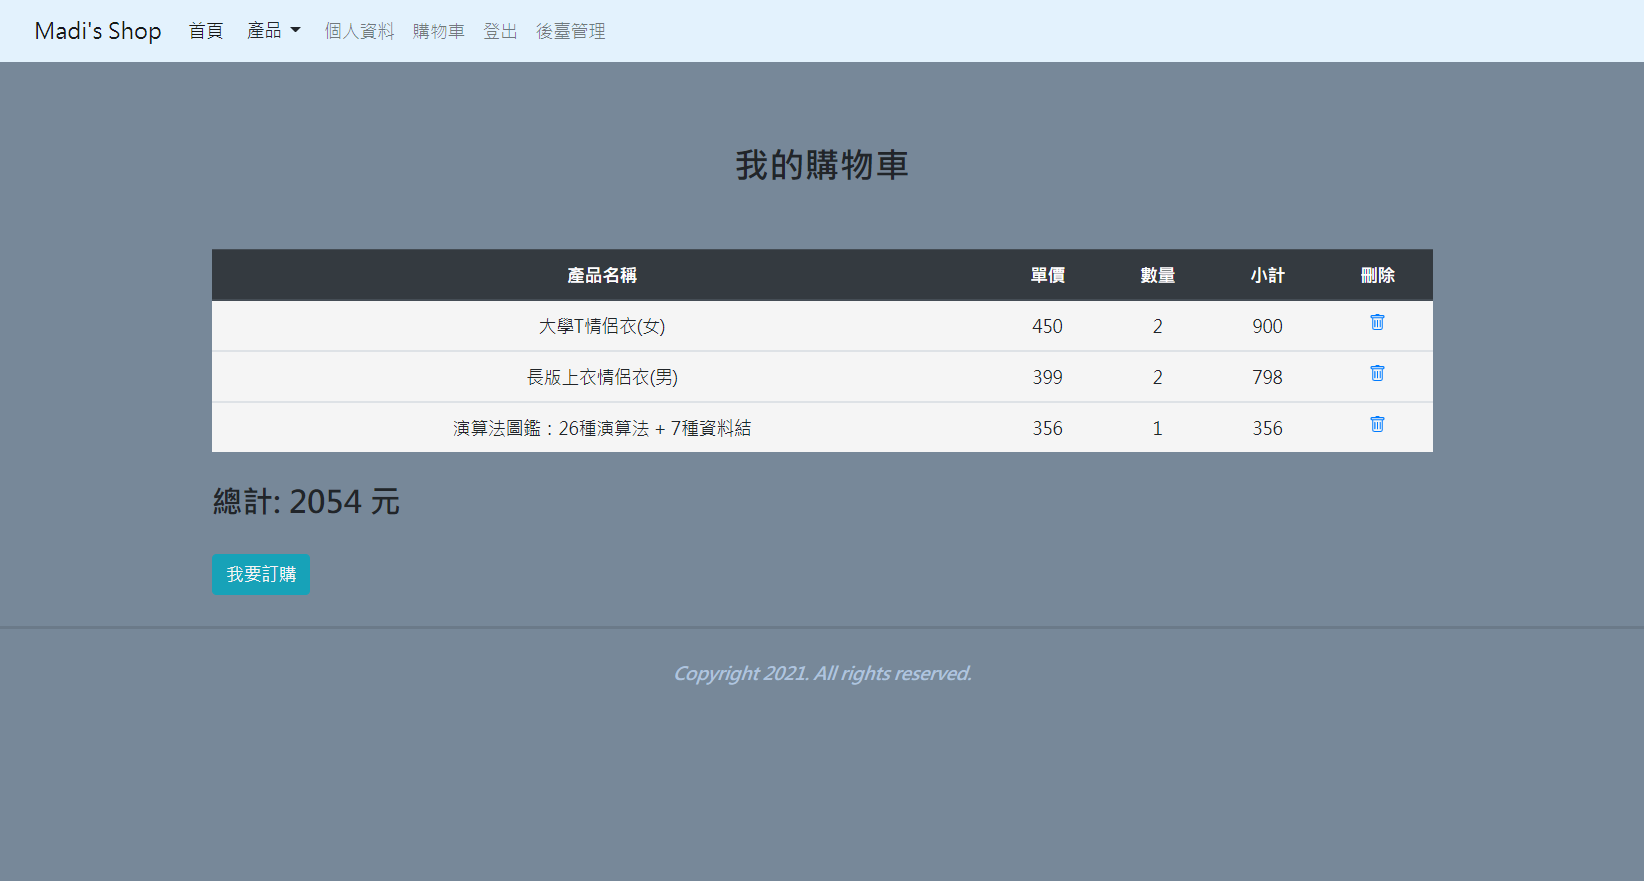 Madi's Shop 首頁 產品 個人資料 購物車 登出 後臺管理
我的購物車
產品名稱 單價 數量 小計 刪除
大學T情侶衣(女) 450 2 900
長版上衣情侶衣(男) 399 2 798
演算法圖鑑：26種演算法 + 7種資料結 356 1 356
總計: 2054 元
我要訂購
Copyright 2021. All rights reserved.